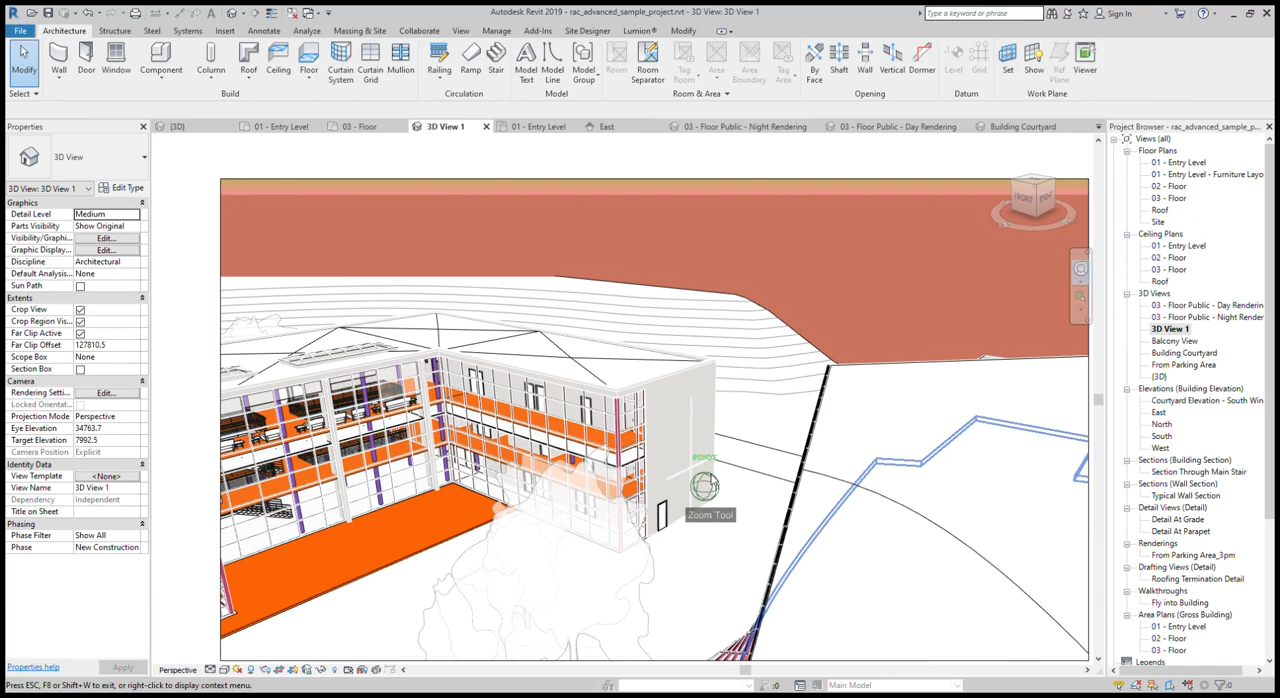 Autodesk Revit 2019 - rac_advanced_sample_project.rvt - 3D View: 3D View 1
Type a keyword or phrase
Sign In
File Architecture Structure Steel Systems Insert Annotate Analyze Massing & Site Collaborate View Manage Add-Ins Site Designer Lumion® Modify
Modify
Wall
Door
Window
Component
Column
Roof
Ceiling
Floor
Curtain System
Curtain Grid
Mullion
Railing
Ramp
Stair
Model Text
Model Line
Model Group
Room
Room Separator
Tag Room
Area
Area Boundary
Tag Area
By Face
Shaft
Wall
Vertical
Dormer
Level
Grid
Set
Show
Ref Plane
Viewer
Select Build Circulation Model Room & Area Opening Datum Work Plane
Properties
{3D} 01 - Entry Level 03 - Floor 3D View 1 01 - Entry Level East 03 - Floor Public - Night Rendering 03 - Floor Public - Day Rendering Building Courtyard
3D View
3D View: 3D View 1 Edit Type
Graphics
Detail Level Medium
Parts Visibility Show Original
Visibility/Graphi... Edit...
Graphic Display... Edit...
Discipline Architectural
Default Analysis... None
Sun Path
Extents
Crop View
Crop Region Vis...
Far Clip Active
Far Clip Offset 127810.5
Scope Box None
Section Box
Camera
Rendering Setti... Edit...
Locked Orientat...
Projection Mode Perspective
Eye Elevation 34763.7
Target Elevation 7992.5
Camera Position Explicit
Identity Data
View Template <None>
View Name 3D View 1
Dependency Independent
Title on Sheet
Phasing
Phase Filter Show All
Phase New Construction
Properties help Apply
FRONT RIGHT
PIVOT
Zoom Tool
Project Browser - rac_advanced_sample_p...
Views (all)
Floor Plans
01 - Entry Level
01 - Entry Level - Furniture Layo
02 - Floor
03 - Floor
Roof
Site
Ceiling Plans
01 - Entry Level
02 - Floor
03 - Floor
Roof
3D Views
03 - Floor Public - Day Renderin
03 - Floor Public - Night Render
3D View 1
Balcony View
Building Courtyard
From Parking Area
{3D}
Elevations (Building Elevation)
Courtyard Elevation - South Win
East
North
South
West
Sections (Building Section)
Section Through Main Stair
Sections (Wall Section)
Typical Wall Section
Detail Views (Detail)
Detail At Grade
Detail At Parapet
Renderings
From Parking Area_3pm
Drafting Views (Detail)
Roofing Termination Detail
Walkthroughs
Fly into Building
Area Plans (Gross Building)
01 - Entry Level
02 - Floor
03 - Floor
Legends
Perspective
Press ESC, F8 or Shift+W to exit, or right-click to display context menu.
:0 Main Model :0